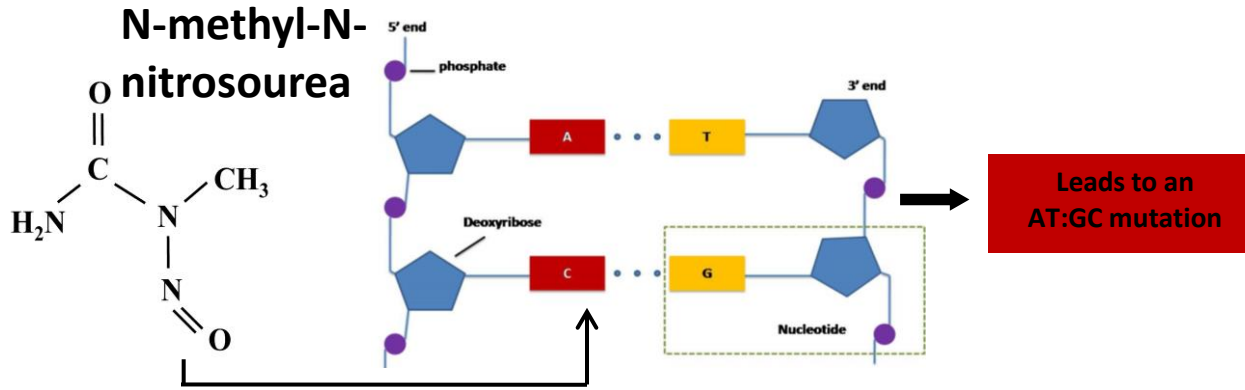 N-methyl-N-
nitrosourea
O
C
CH₃
H₂N
N
N
O
5' end
phosphate
3' end
A
T
Deoxyribose
C
G
Nucleotide
Leads to an
AT:GC mutation